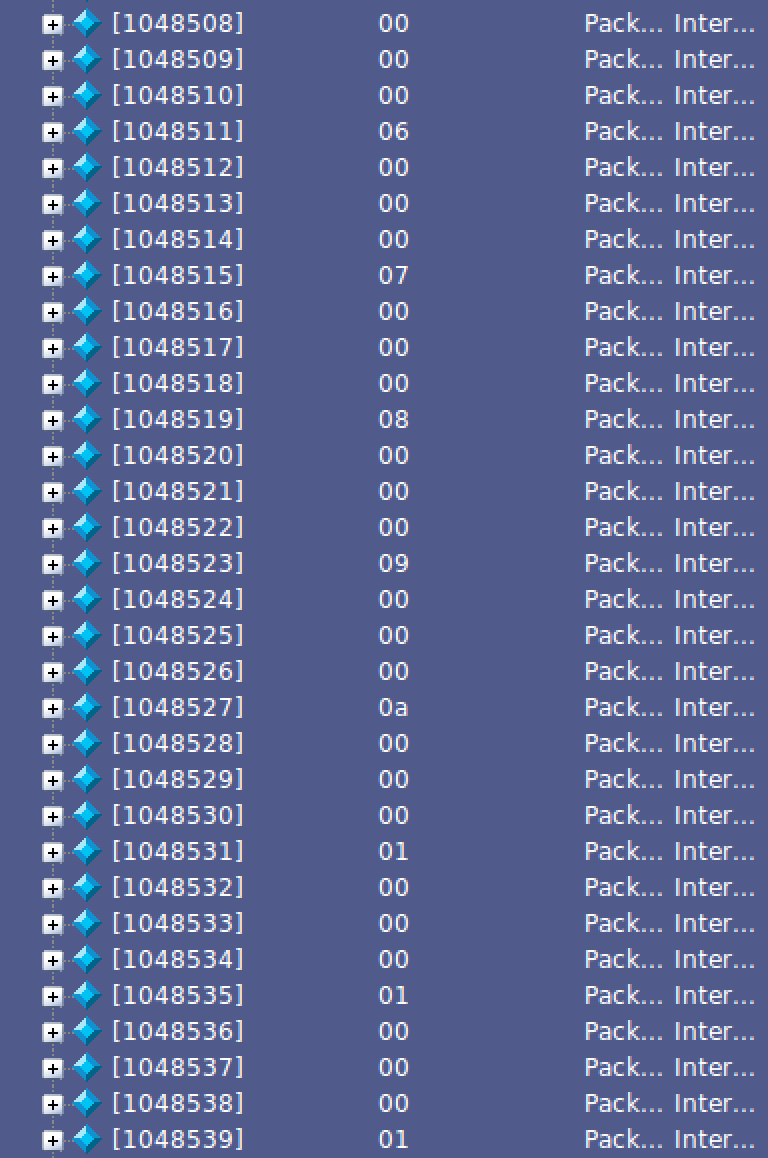 [1048508] 00 Pack... Inter...
[1048509] 00 Pack... Inter...
[1048510] 00 Pack... Inter...
[1048511] 06 Pack... Inter...
[1048512] 00 Pack... Inter...
[1048513] 00 Pack... Inter...
[1048514] 00 Pack... Inter...
[1048515] 07 Pack... Inter...
[1048516] 00 Pack... Inter...
[1048517] 00 Pack... Inter...
[1048518] 00 Pack... Inter...
[1048519] 08 Pack... Inter...
[1048520] 00 Pack... Inter...
[1048521] 00 Pack... Inter...
[1048522] 00 Pack... Inter...
[1048523] 09 Pack... Inter...
[1048524] 00 Pack... Inter...
[1048525] 00 Pack... Inter...
[1048526] 00 Pack... Inter...
[1048527] 0a Pack... Inter...
[1048528] 00 Pack... Inter...
[1048529] 00 Pack... Inter...
[1048530] 00 Pack... Inter...
[1048531] 01 Pack... Inter...
[1048532] 00 Pack... Inter...
[1048533] 00 Pack... Inter...
[1048534] 00 Pack... Inter...
[1048535] 01 Pack... Inter...
[1048536] 00 Pack... Inter...
[1048537] 00 Pack... Inter...
[1048538] 00 Pack... Inter...
[1048539] 01 Pack... Inter...